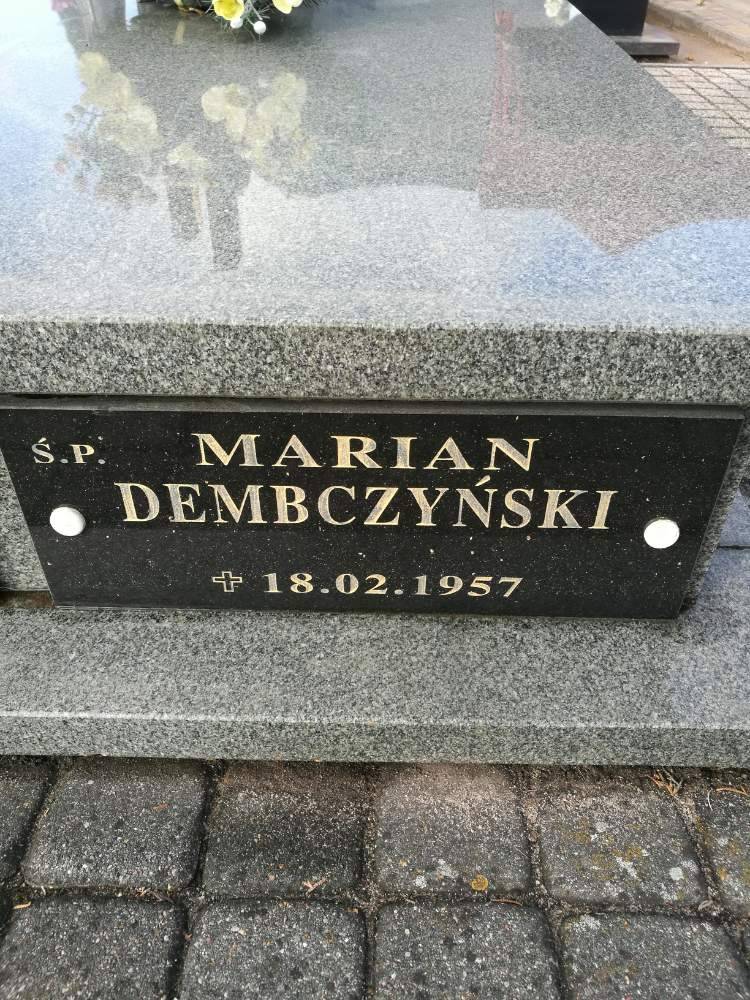 Ś.P. MARIAN
DEMBCZYŃSKI
✝ 18.02.1957